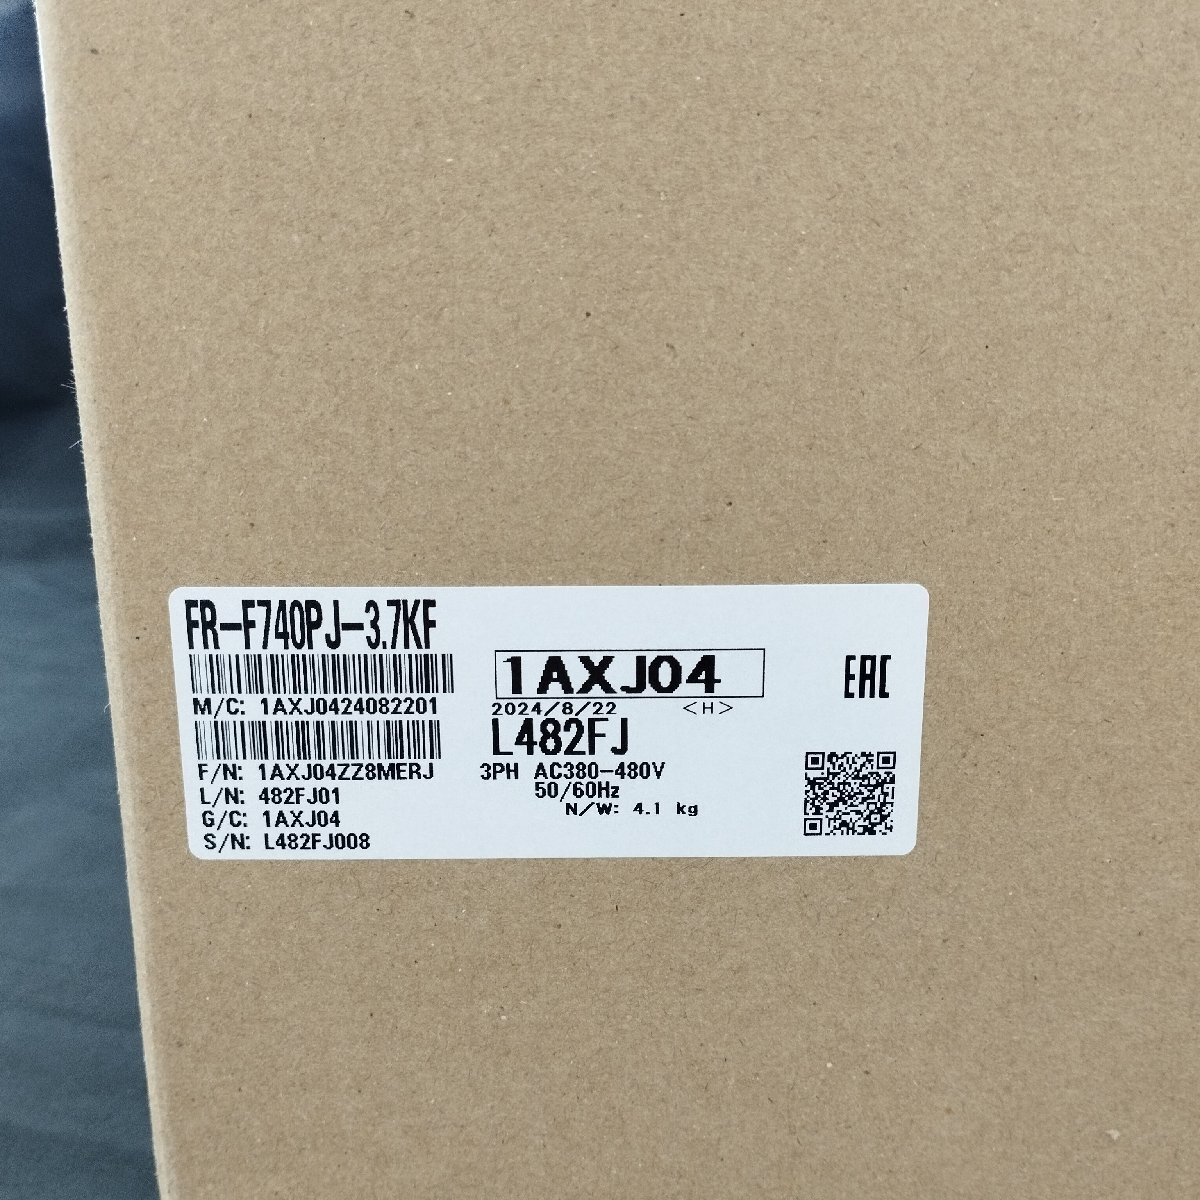 FR-F740PJ-3.7KF
M/C: 1AXJ0424082201
F/N: 1AXJ04ZZ8MERJ
L/N: 482FJ01
G/C: 1AXJ04
S/N: L482FJ008
1AXJ04
2024/8/22 <H>
L482FJ
3PH AC380-480V
50/60Hz
N/W: 4.1 kg
EAC